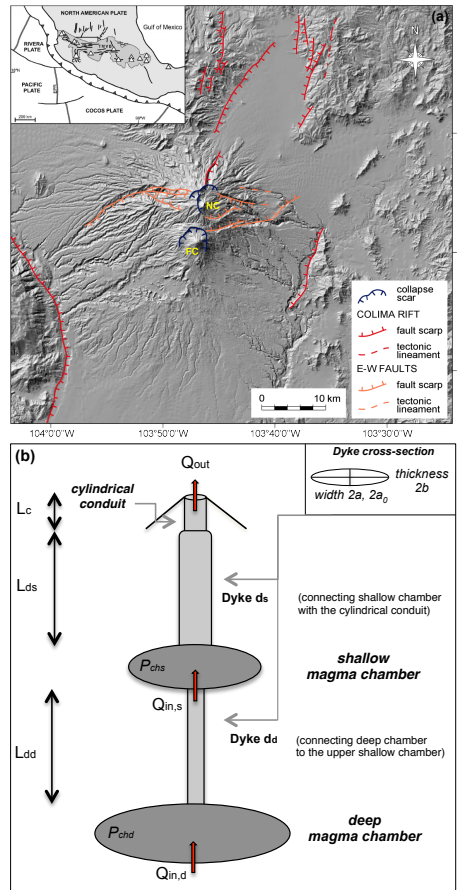 (a)
NORTH AMERICAN PLATE
Gulf of Mexico
RIVERA
PLATE
PACIFIC
PLATE
COCOS PLATE
200 km
N
NC
FC
collapse
scar
COLIMA RIFT
fault scarp
tectonic
lineament
E-W FAULTS
fault scarp
tectonic
lineament
0 10 km
104°0'0"W 103°50'0"W 103°40'0"W 103°30'0"W
(b)
Dyke cross-section
thickness
2b
width 2a, 2a₀
Qout
cylindrical
conduit
Lc
Lds
Dyke ds
(connecting shallow chamber
with the cylindrical conduit)
Pchs
shallow
magma chamber
Qin,s
Ldd
Dyke dd
(connecting deep chamber
to the upper shallow chamber)
Pchd
deep
magma chamber
Qin,d